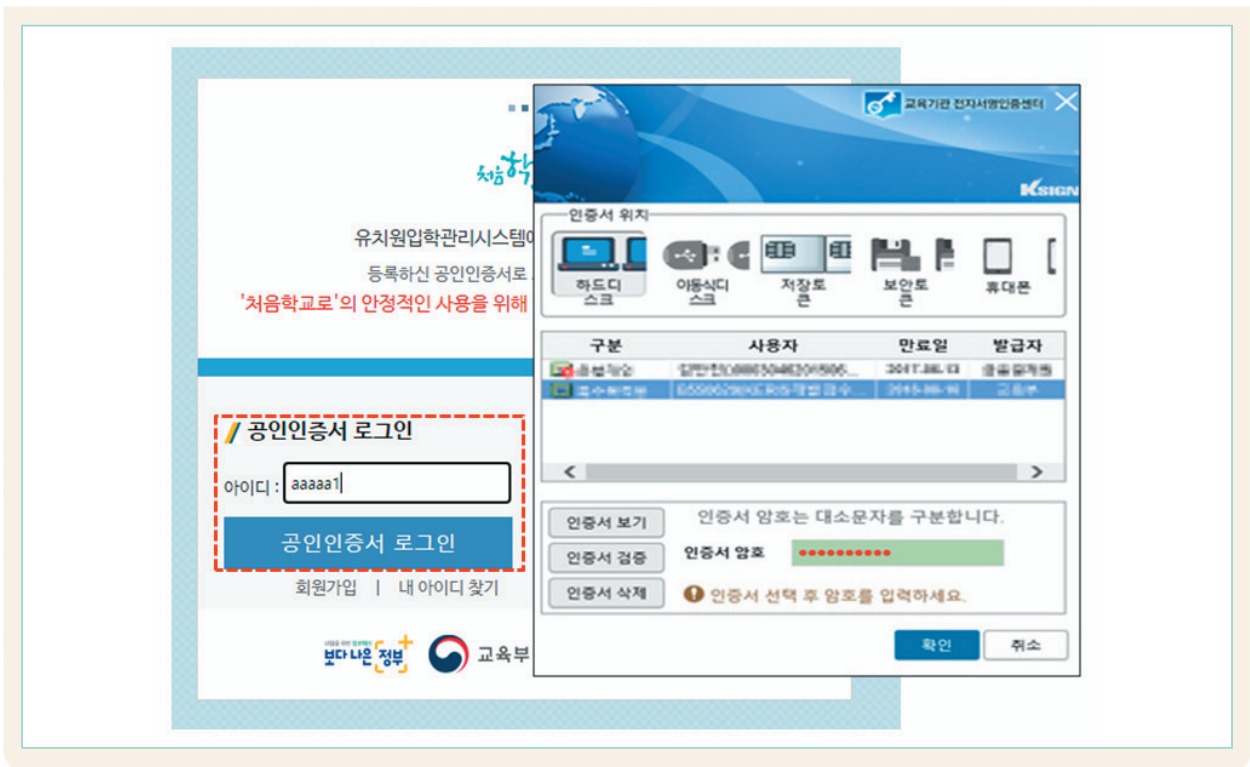 처음학
유치원입학관리시스템에
등록하신 공인인증서로
'처음학교로'의 안정적인 사용을 위해
공인인증서 로그인
아이디 : aaaaa1
공인인증서 로그인
회원가입 | 내 아이디 찾기
보다 나은 정부
교육부
교육기관 전자서명인증센터
KSIGN
인증서 위치
하드디스크
이동식디스크
저장토큰
보안토큰
휴대폰
구분 사용자 만료일 발급자
인증서 보기
인증서 암호는 대소문자를 구분합니다.
인증서 검증
인증서 암호
인증서 삭제
인증서 선택 후 암호를 입력하세요.
확인 취소